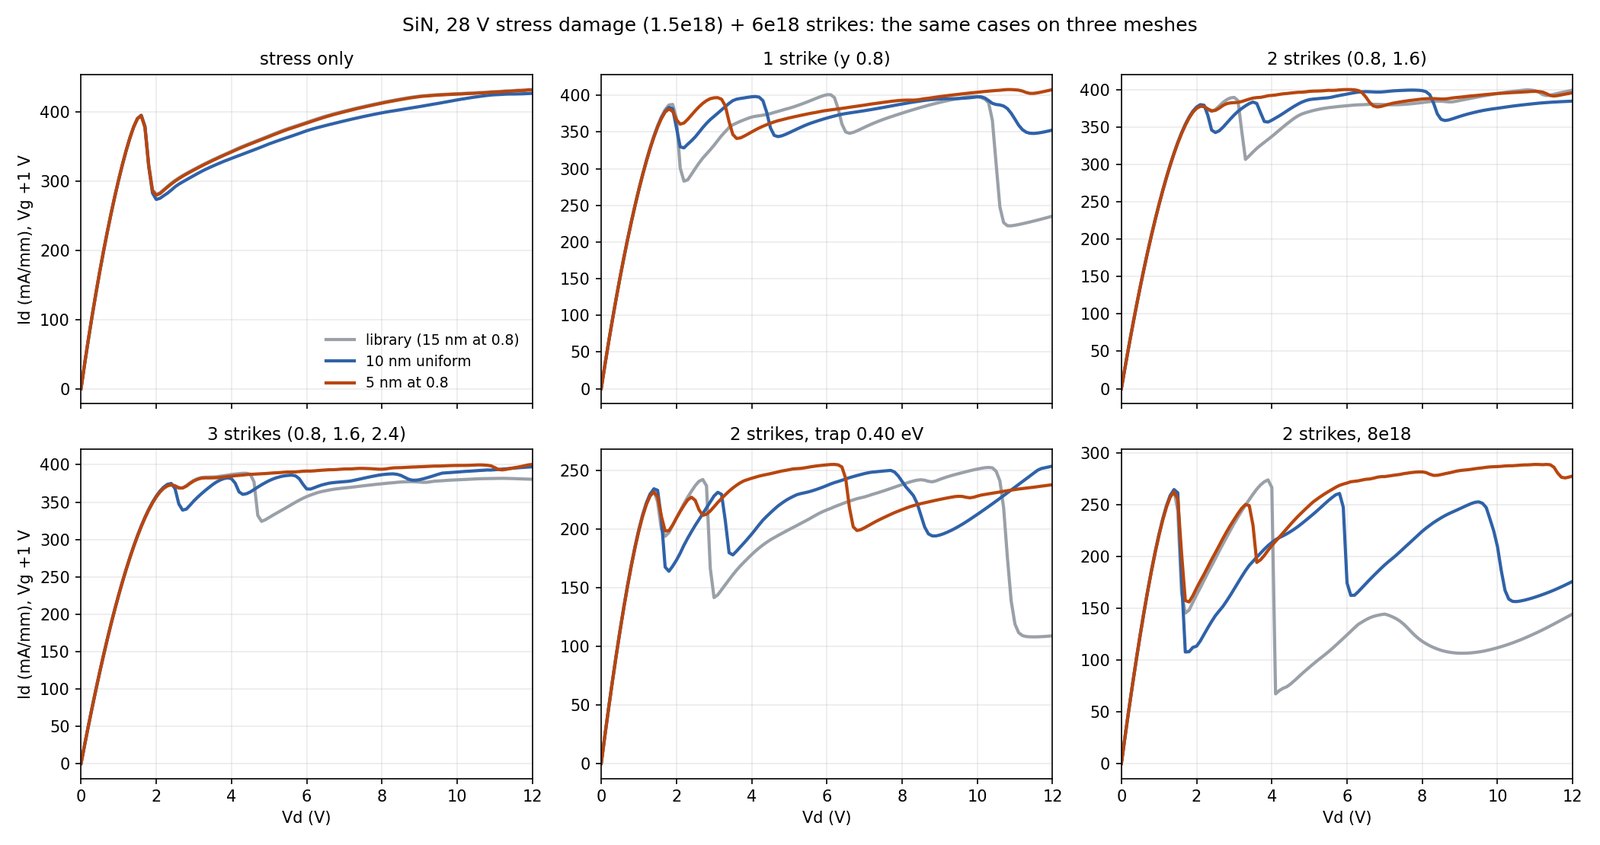 SiN, 28 V stress damage (1.5e18) + 6e18 strikes: the same cases on three meshes
stress only
Id (mA/mm), Vg +1 V
400
300
200
100
0
library (15 nm at 0.8)
10 nm uniform
5 nm at 0.8
1 strike (y 0.8)
400
350
300
250
200
150
100
50
0
2 strikes (0.8, 1.6)
400
350
300
250
200
150
100
50
0
3 strikes (0.8, 1.6, 2.4)
Id (mA/mm), Vg +1 V
400
350
300
250
200
150
100
50
0
0 2 4 6 8 10 12
Vd (V)
2 strikes, trap 0.40 eV
250
200
150
100
50
0
0 2 4 6 8 10 12
Vd (V)
2 strikes, 8e18
300
250
200
150
100
50
0
0 2 4 6 8 10 12
Vd (V)